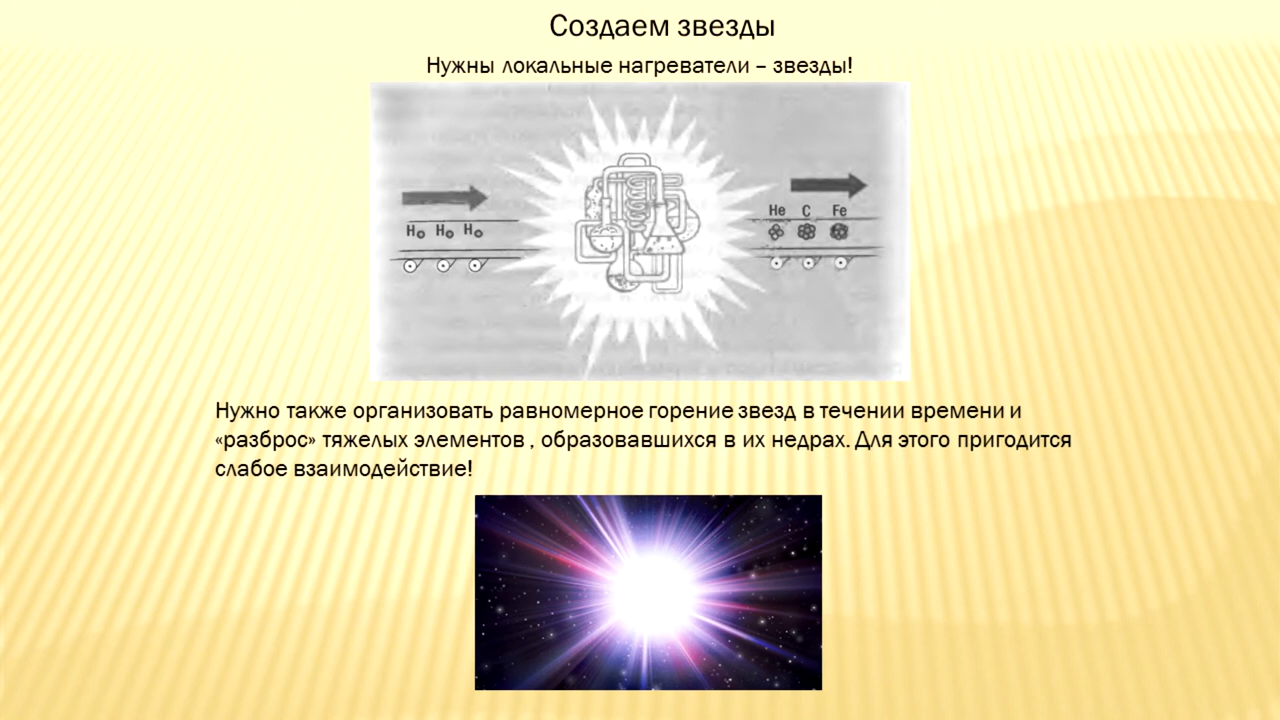 Создаем звезды
Нужны локальные нагреватели – звезды!
He C Fe
H H H
Нужно также организовать равномерное горение звезд в течении времени и
«разброс» тяжелых элементов , образовавшихся в их недрах. Для этого пригодится
слабое взаимодействие!